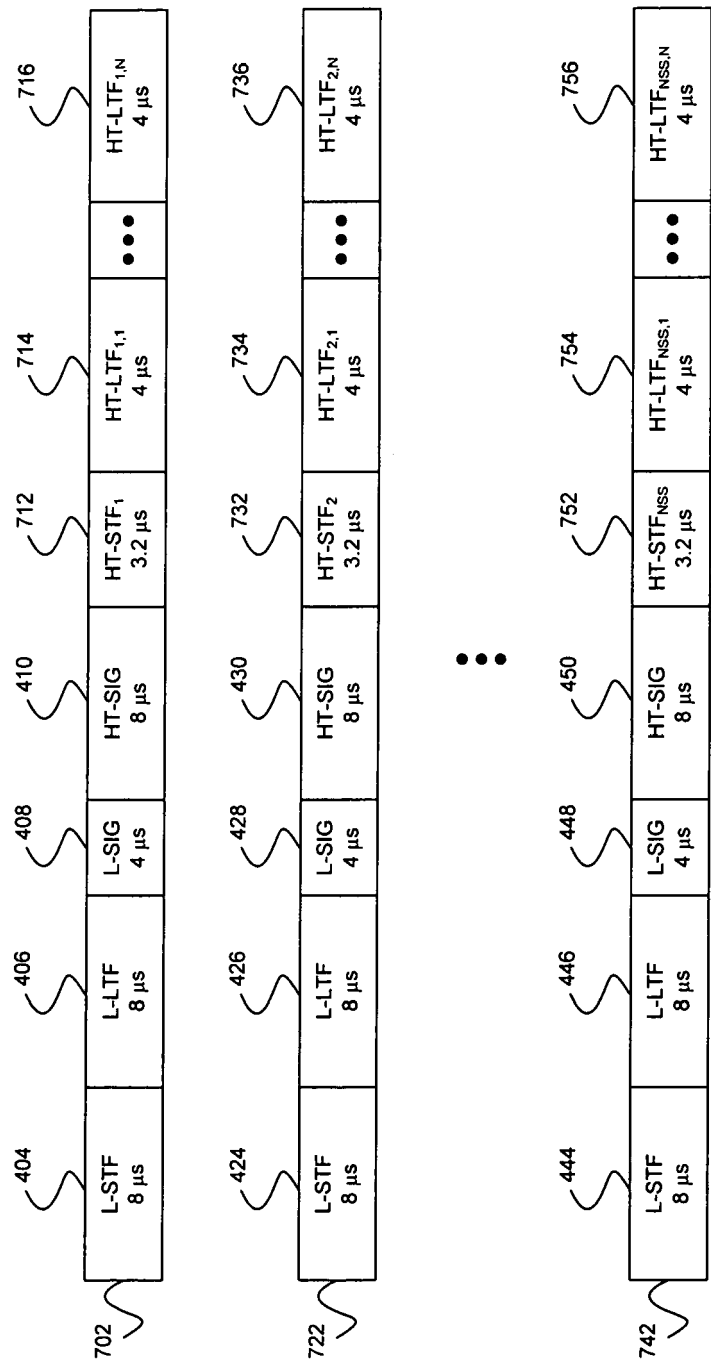 404
406
408
410
712
714
716
702
L-STF
8 µs
L-LTF
8 µs
L-SIG
4 µs
HT-SIG
8 µs
HT-STF1
3.2 µs
HT-LTF1,1
4 µs
HT-LTF1,N
4 µs
424
426
428
430
732
734
736
722
L-STF
8 µs
L-LTF
8 µs
L-SIG
4 µs
HT-SIG
8 µs
HT-STF2
3.2 µs
HT-LTF2,1
4 µs
HT-LTF2,N
4 µs
444
446
448
450
752
754
756
742
L-STF
8 µs
L-LTF
8 µs
L-SIG
4 µs
HT-SIG
8 µs
HT-STFNSS
3.2 µs
HT-LTFNSS,1
4 µs
HT-LTFNSS,N
4 µs